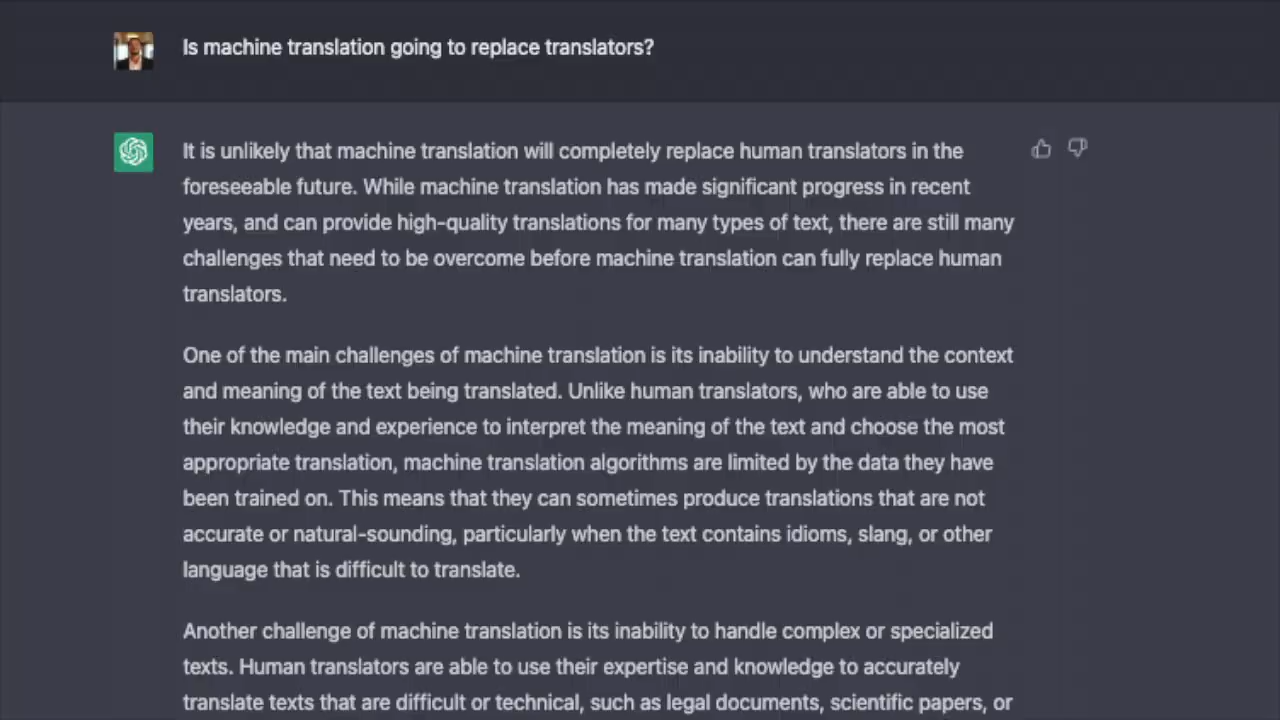 Is machine translation going to replace translators?
It is unlikely that machine translation will completely replace human translators in the
foreseeable future. While machine translation has made significant progress in recent
years, and can provide high-quality translations for many types of text, there are still many
challenges that need to be overcome before machine translation can fully replace human
translators.
One of the main challenges of machine translation is its inability to understand the context
and meaning of the text being translated. Unlike human translators, who are able to use
their knowledge and experience to interpret the meaning of the text and choose the most
appropriate translation, machine translation algorithms are limited by the data they have
been trained on. This means that they can sometimes produce translations that are not
accurate or natural-sounding, particularly when the text contains idioms, slang, or other
language that is difficult to translate.
Another challenge of machine translation is its inability to handle complex or specialized
texts. Human translators are able to use their expertise and knowledge to accurately
translate texts that are difficult or technical, such as legal documents, scientific papers, or